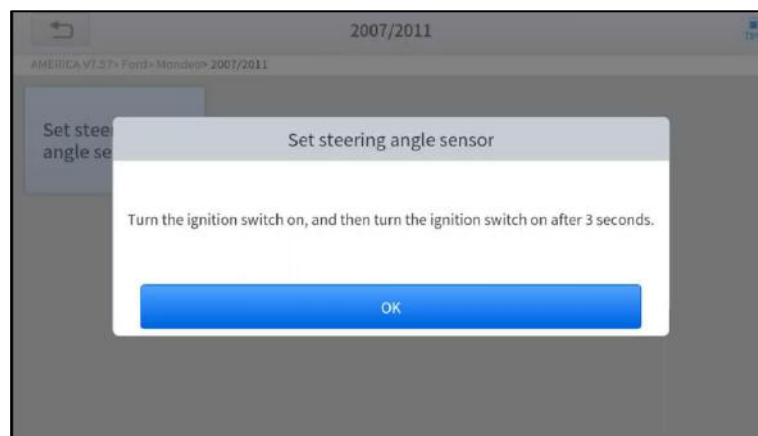 2007/2011
AMERICA V7.57> Ford> Mondeo> 2007/2011
Set stee
angle se
Set steering angle sensor
Turn the ignition switch on, and then turn the ignition switch on after 3 seconds.
OK